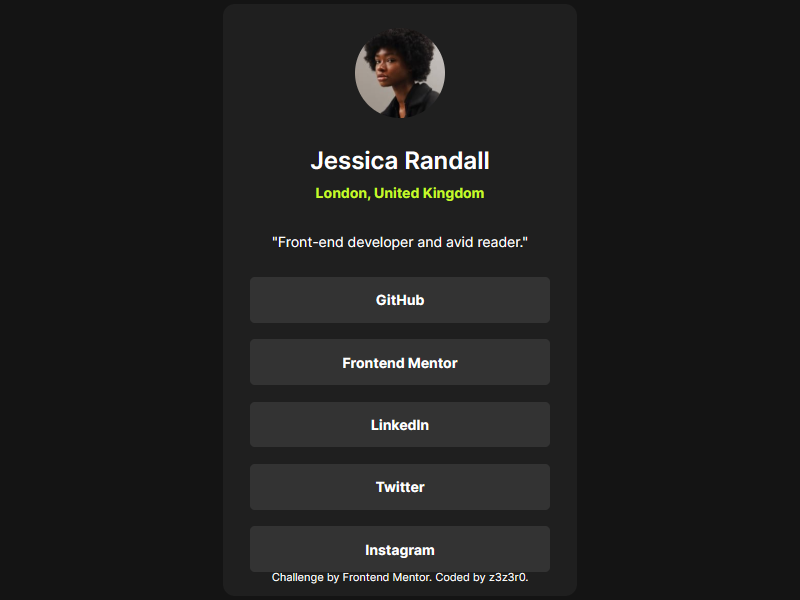 Jessica Randall
London, United Kingdom
"Front-end developer and avid reader."
GitHub
Frontend Mentor
LinkedIn
Twitter
Instagram
Challenge by Frontend Mentor. Coded by z3z3r0.